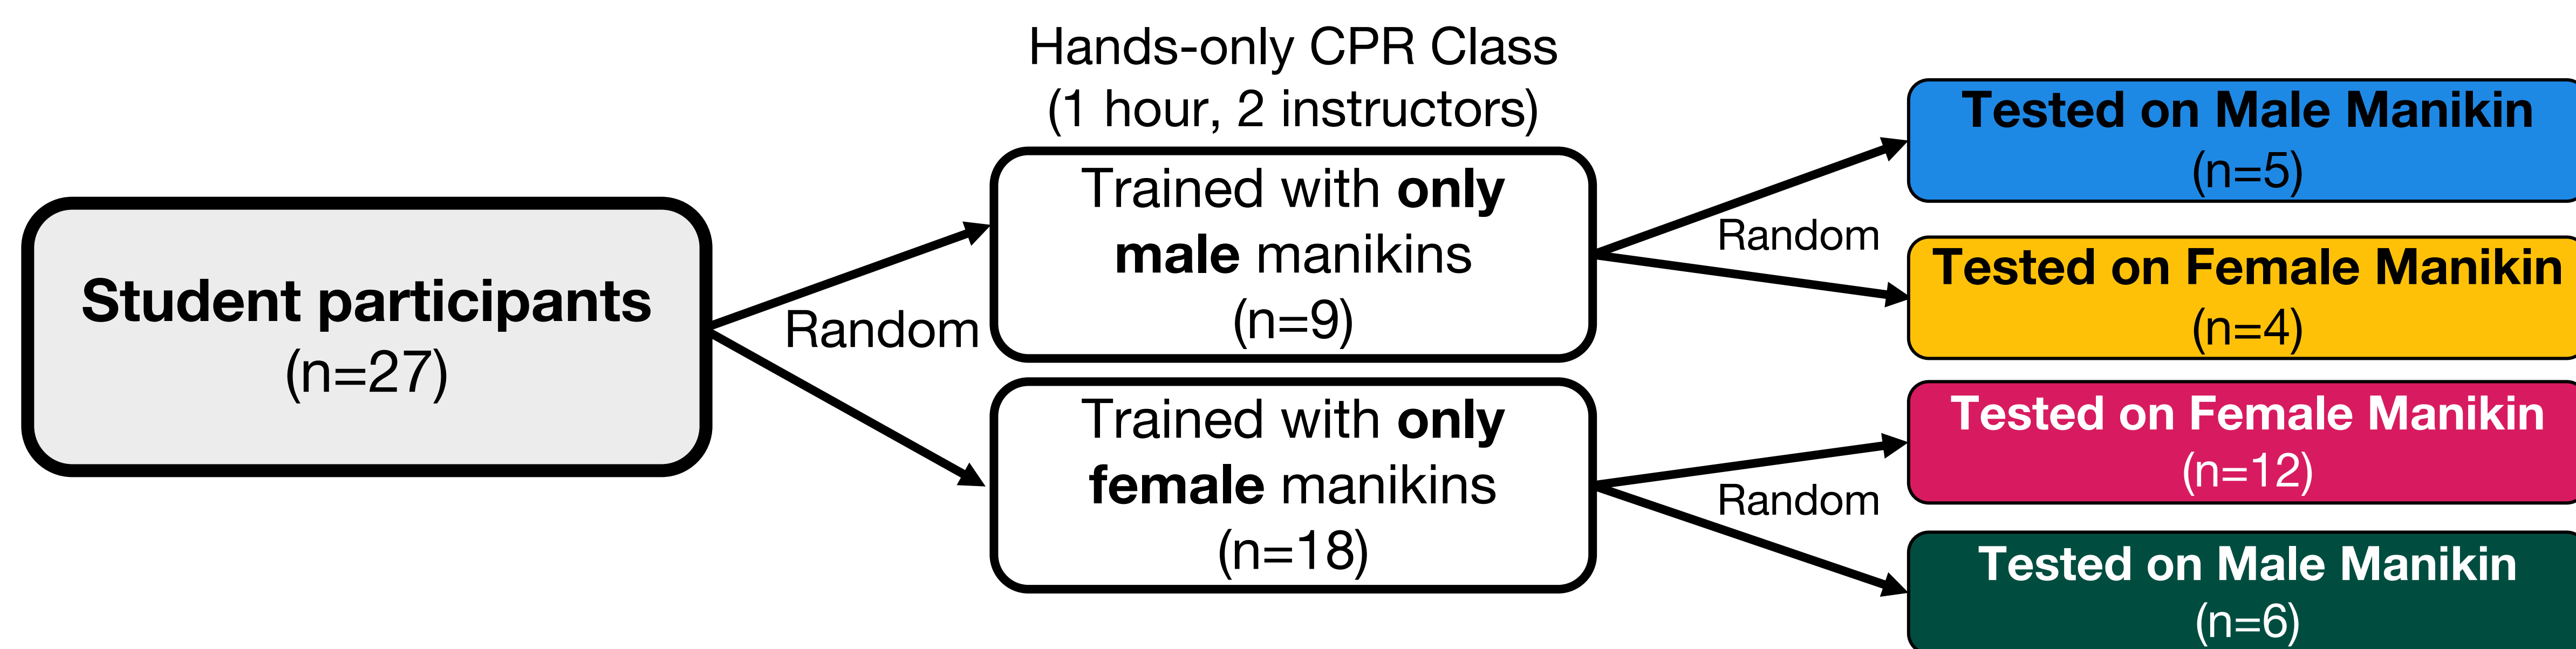 Student participants
(n=27)
Random
Hands-only CPR Class
(1 hour, 2 instructors)
Trained with only
male manikins
(n=9)
Trained with only
female manikins
(n=18)
Random
Random
Tested on Male Manikin
(n=5)
Tested on Female Manikin
(n=4)
Tested on Female Manikin
(n=12)
Tested on Male Manikin
(n=6)